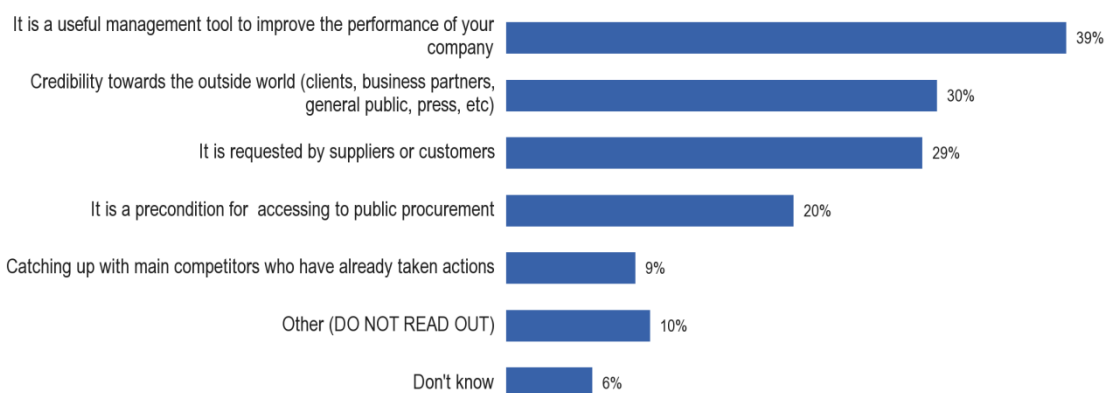 It is a useful management tool to improve the performance of your
company
39%
Credibility towards the outside world (clients, business partners,
general public, press, etc)
30%
It is requested by suppliers or customers
29%
It is a precondition for accessing to public procurement
20%
Catching up with main competitors who have already taken actions
9%
Other (DO NOT READ OUT)
10%
Don't know
6%